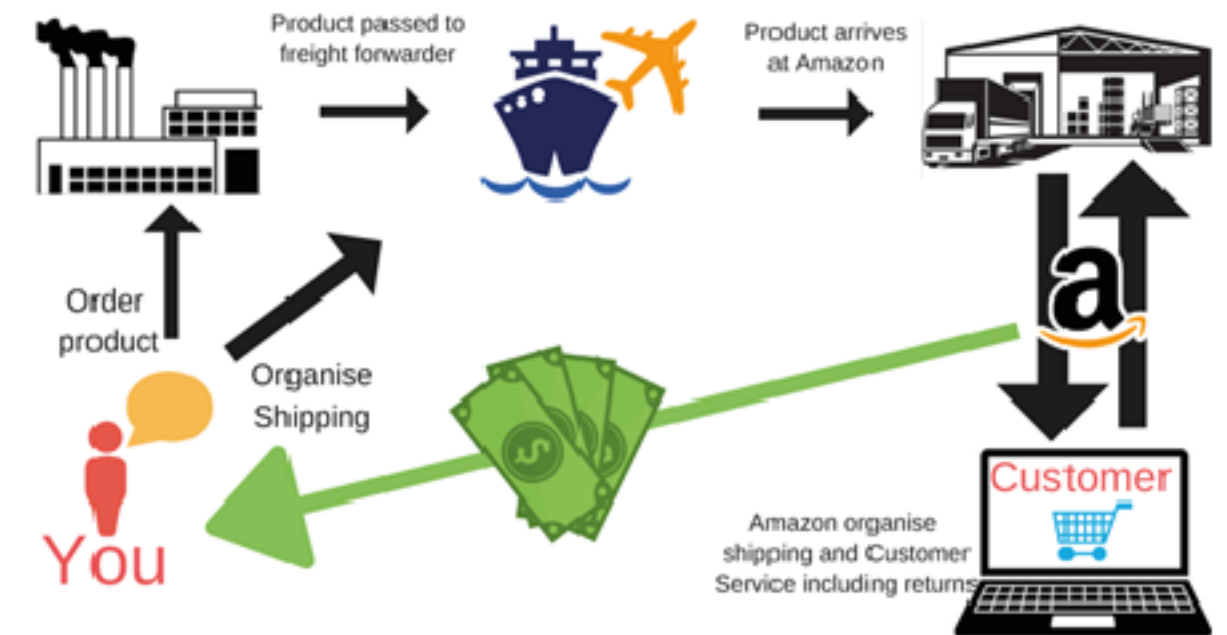 Product passed to
freight forwarder
Product arrives
at Amazon
Order
product
Organise
Shipping
You
a
Customer
Amazon organise
shipping and Customer
Service including returns